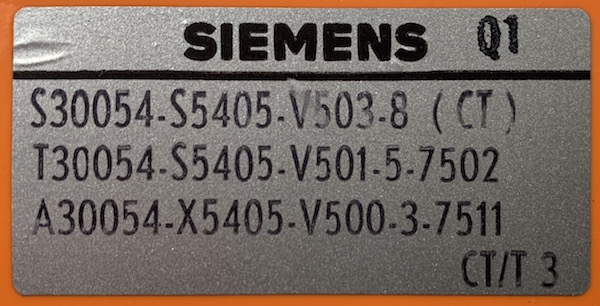 SIEMENS Q1
S30054-S5405-V503-8 (CT)
T30054-S5405-V501-5-7502
A30054-X5405-V500-3-7511
CT/T 3